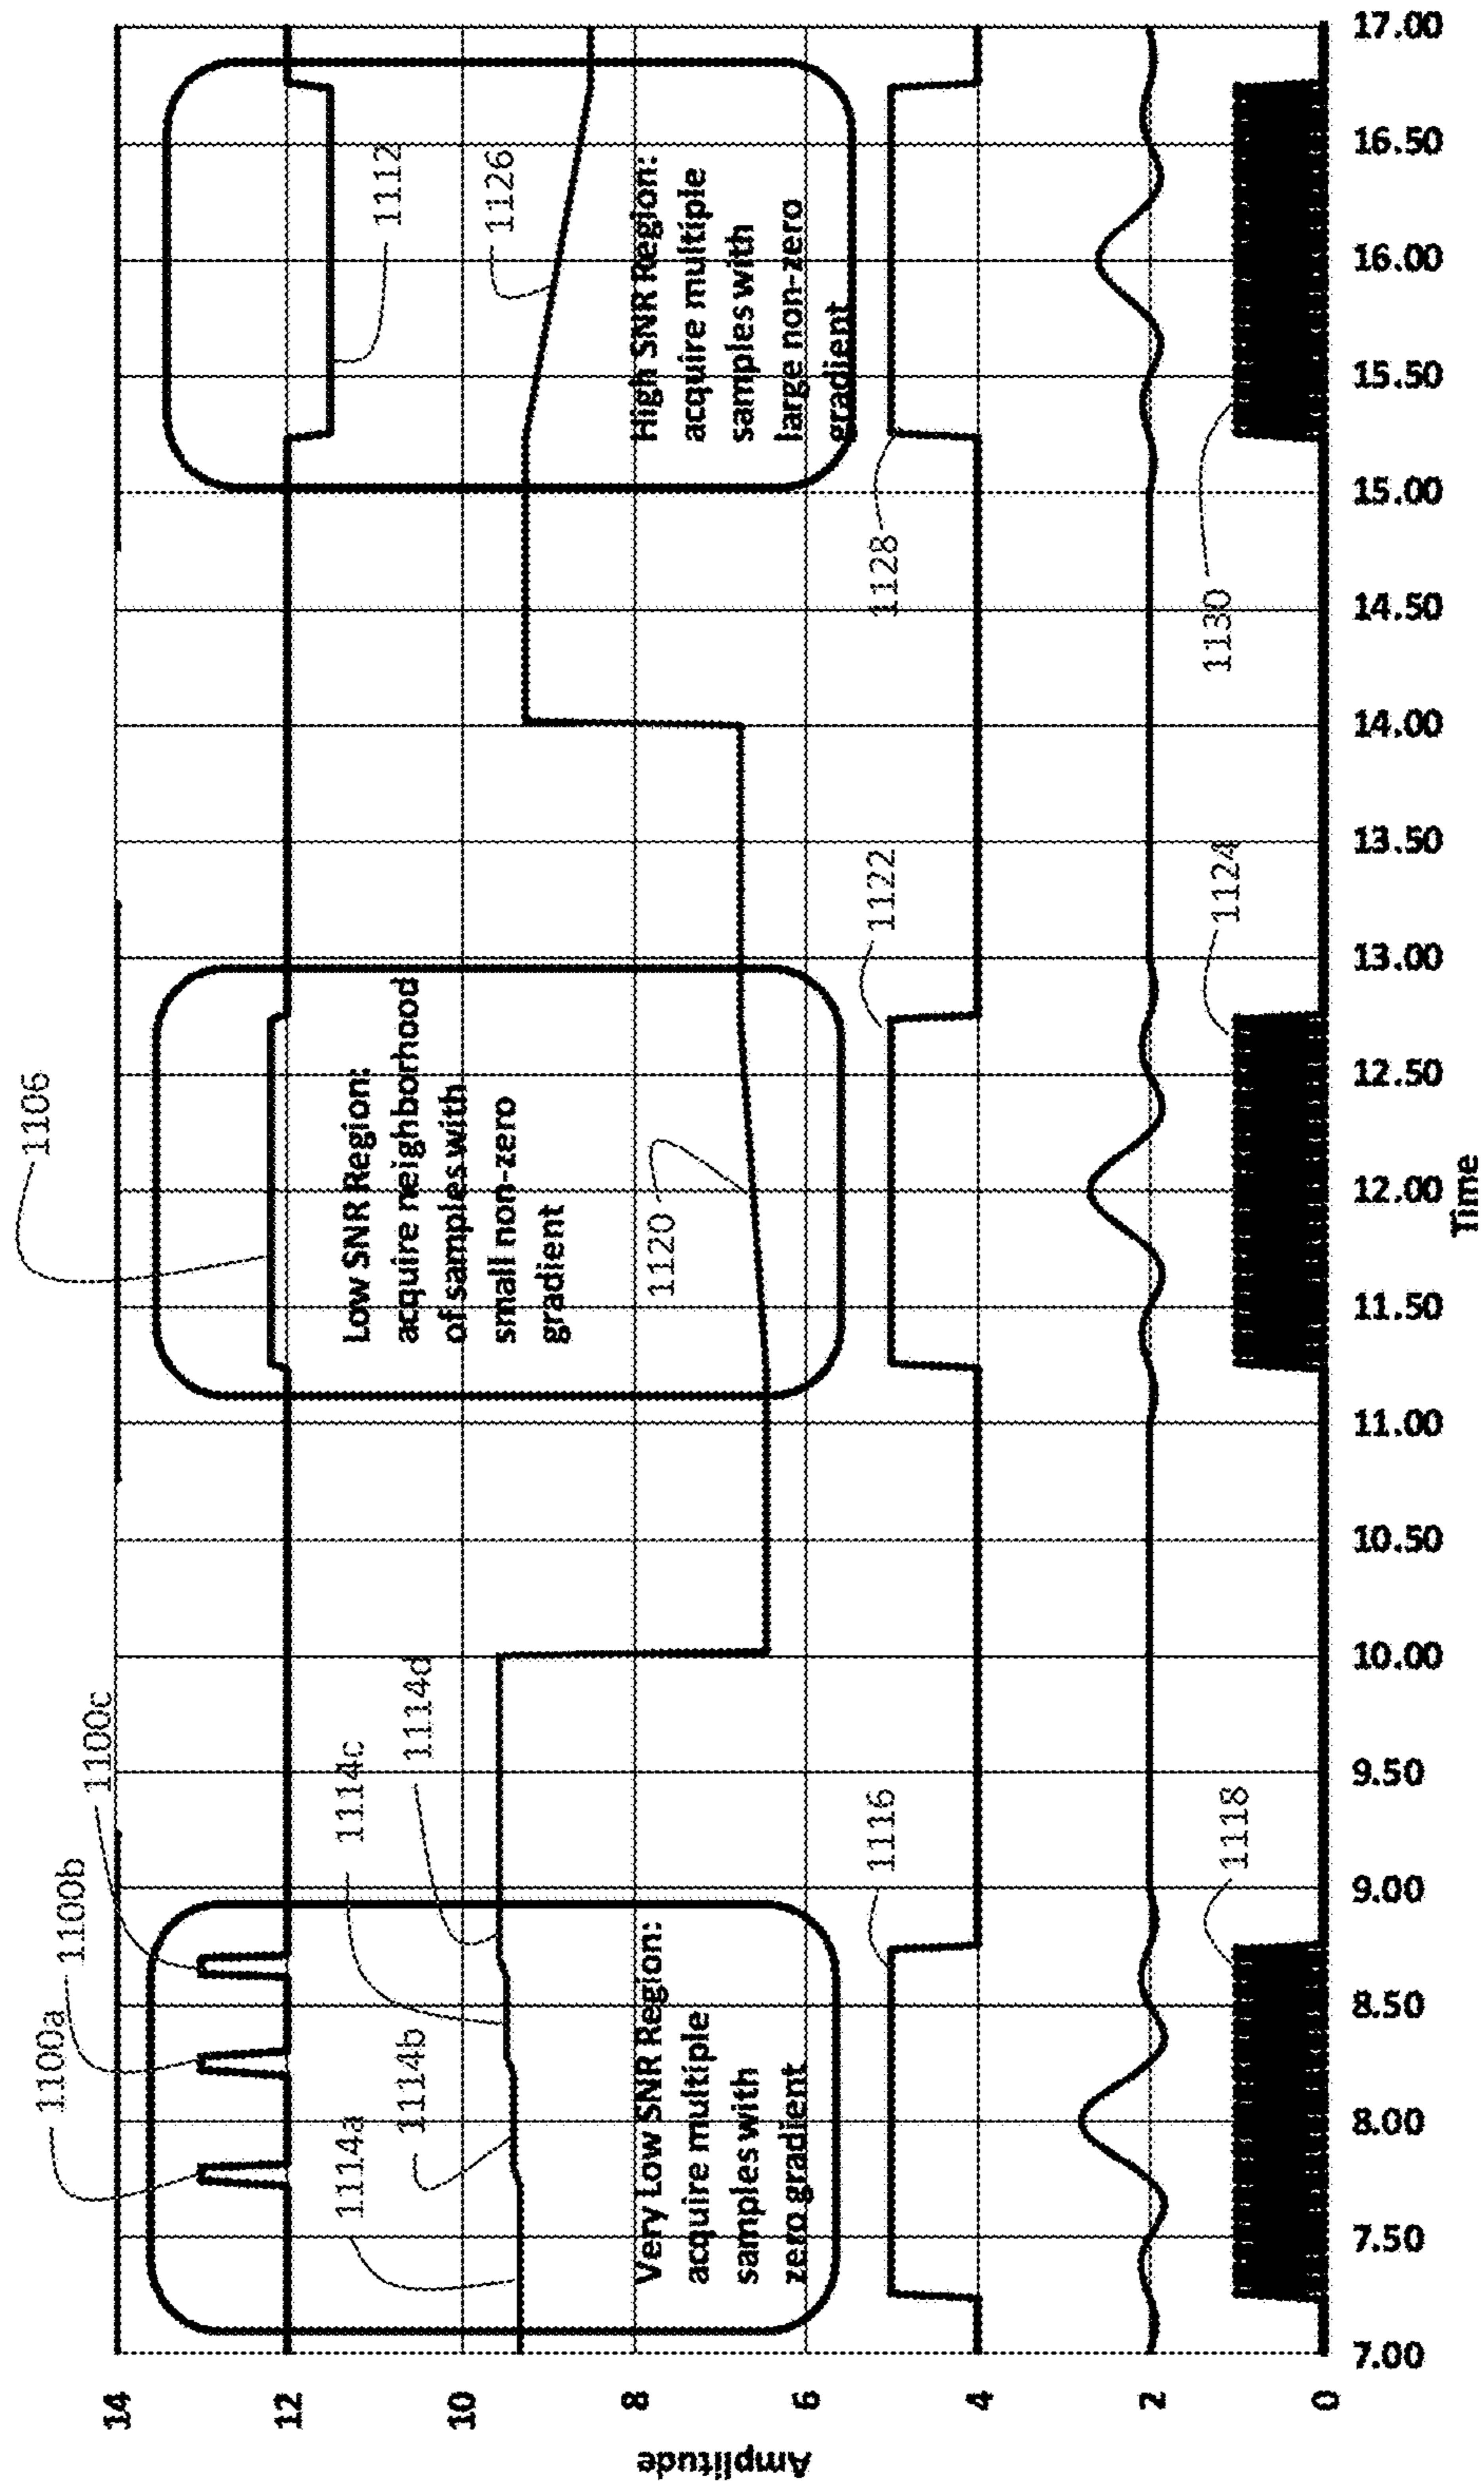 1106
1100a
1100b
1100c
1114a
1114b
1114c
1114d
1112
1126
Very Low SNR Region:
acquire multiple
samples with
zero gradient
Low SNR Region:
acquire neighborhood
of samples with
small non-zero
gradient
High SNR Region:
acquire multiple
samples with
large non-zero
gradient
1120
1116
1122
1128
1118
1124
1130
Amplitude
14
12
10
8
6
4
2
0
7.00 7.50 8.00 8.50 9.00 9.50 10.00 10.50 11.00 11.50 12.00 12.50 13.00 13.50 14.00 14.50 15.00 15.50 16.00 16.50 17.00
Time